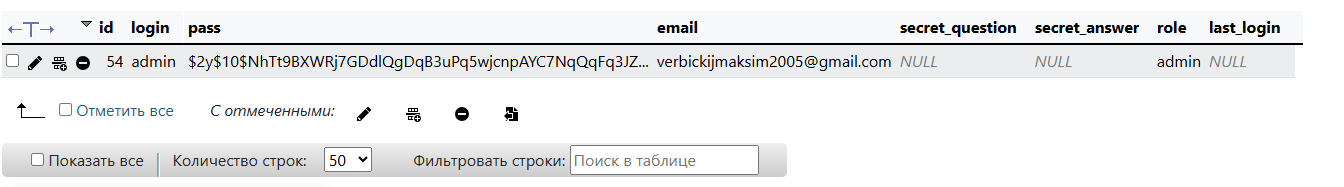 id login pass email secret_question secret_answer role last_login
54 admin $2y$10$NhTt9BXWRj7GDdlQgDqB3uPq5wjcnpAYC7NqQqFq3JZ... verbickijmaksim2005@gmail.com NULL NULL admin NULL
Отметить все С отмеченными:
Показать все Количество строк: 50 Фильтровать строки: Поиск в таблице